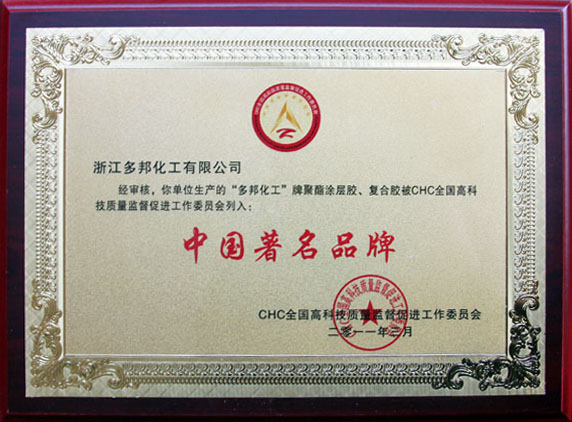 浙江多邦化工有限公司
经审核，你单位生产的“多邦化工”牌聚酯涂层胶、复合胶被CHC全国高科
技质量监督促进工作委员会列入：
中国著名品牌
CHC全国高科技质量监督促进工作委员会
二零一一年三月